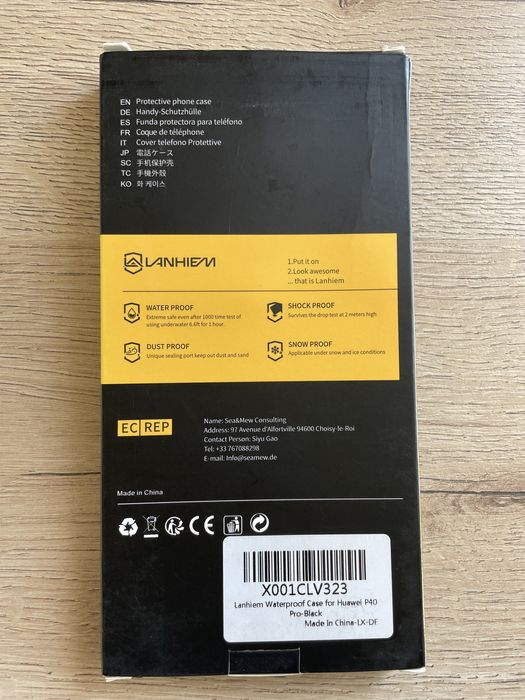 EN Protective phone case
DE Handy-Schutzhülle
ES Funda protectora para teléfono
FR Coque de téléphone
IT Cover telefono Protettive
JP 電話ケース
SC 手机保护壳
TC 手機外殼
KO 화 케이스
LANHIEM
1.Put it on
2.Look awesome
... that is Lanhiem
WATER PROOF
Extreme safe even after 1000 time test of
using underwater 6.6ft for 1 hour.
SHOCK PROOF
Survives the drop test at 2 meters high
DUST PROOF
Unique sealing port keep out dust and sand
SNOW PROOF
Applicable under snow and ice conditions
EC REP
Name: Sea&Mew Consulting
Address: 97 Avenue d'Alfortville 94600 Choisy-le-Roi
Contact Person: Siyu Gao
Tel: +33 767088298
E-mail: Info@seamew.de
Made in China
CE
X001CLV323
Lanhiem Waterproof Case for Huawei P40
Pro-Black
Made In China-LX-DF